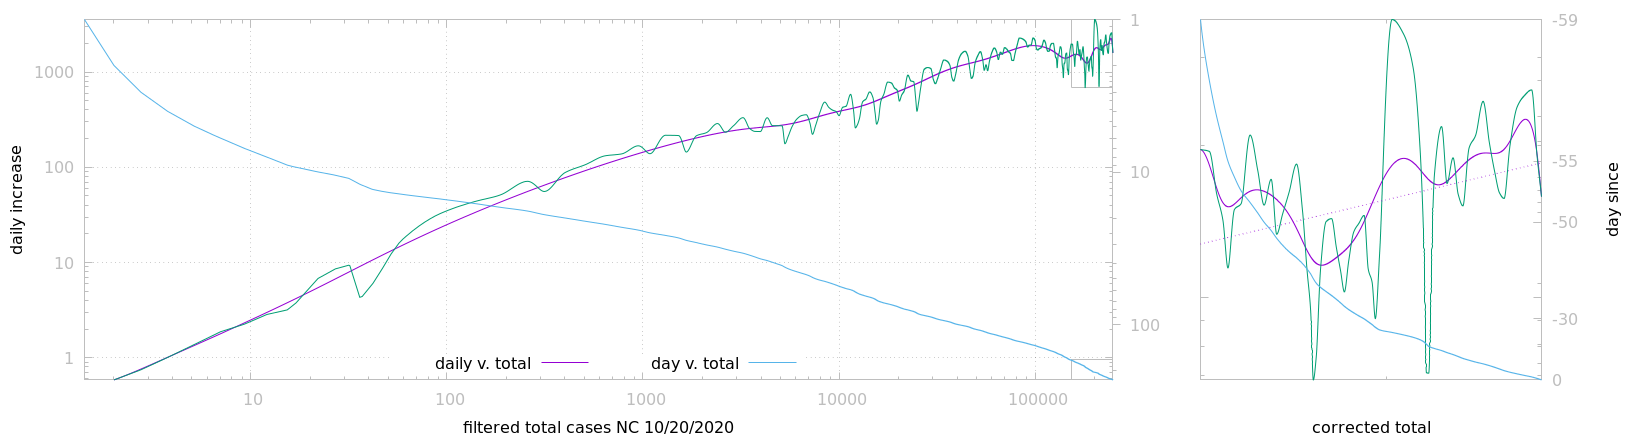 1000
100
10
1
daily increase
daily v. total
day v. total
10
100
1000
10000
100000
filtered total cases NC 10/20/2020
1
10
100
-59
-55
-50
-30
0
day since
corrected total